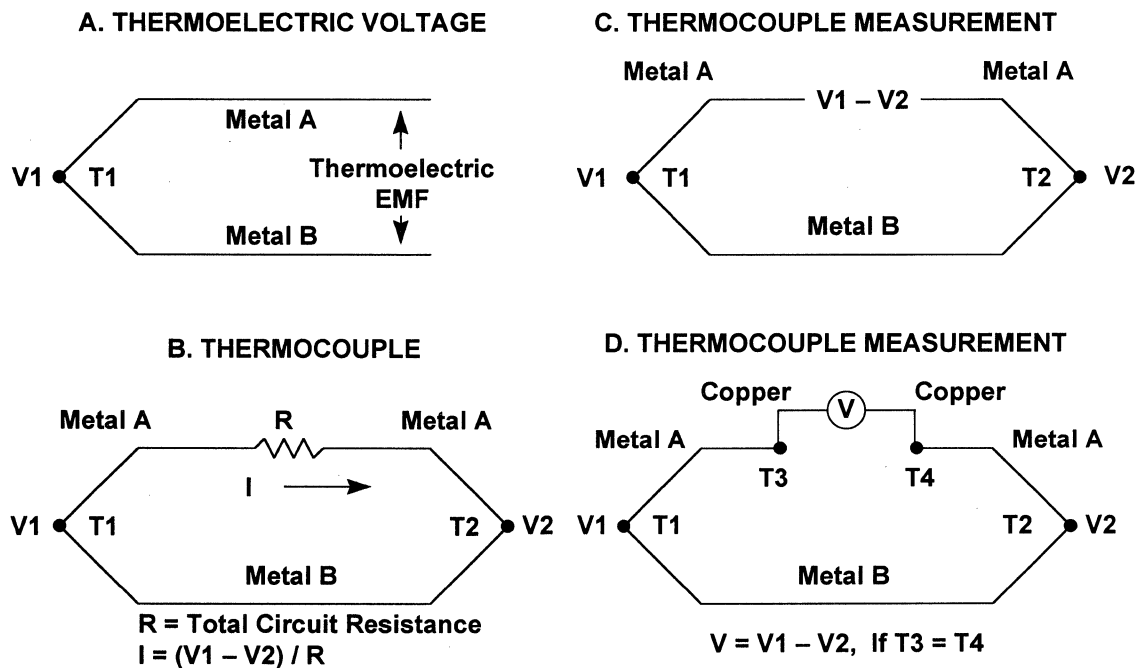 A. THERMOELECTRIC VOLTAGE
Metal A
V1
T1
Thermoelectric
EMF
Metal B
C. THERMOCOUPLE MEASUREMENT
Metal A
Metal A
V1 – V2
V1
T1
T2
V2
Metal B
B. THERMOCOUPLE
Metal A
R
Metal A
I
V1
T1
T2
V2
Metal B
R = Total Circuit Resistance
I = (V1 – V2) / R
D. THERMOCOUPLE MEASUREMENT
Copper
V
Copper
Metal A
Metal A
T3
T4
V1
T1
T2
V2
Metal B
V = V1 – V2, If T3 = T4